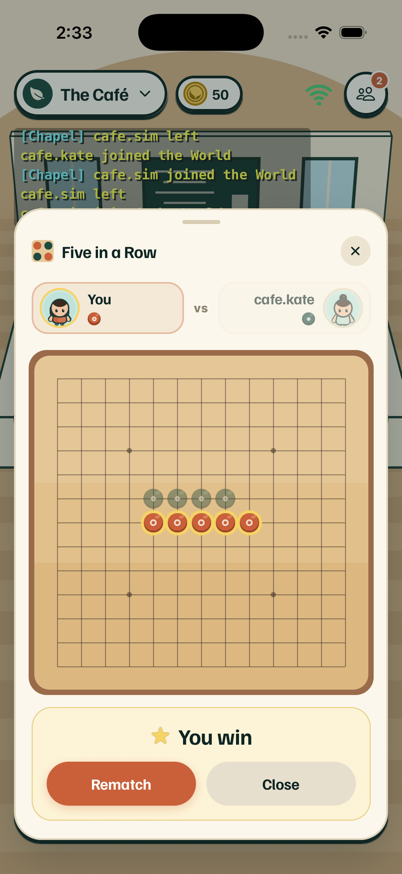 2:33
The Café
50
2
[Chapel] cafe.sim left
cafe.kate joined the World
[Chapel] cafe.sim joined the World
cafe.sim left
Five in a Row
You
vs
cafe.kate
You win
Rematch
Close